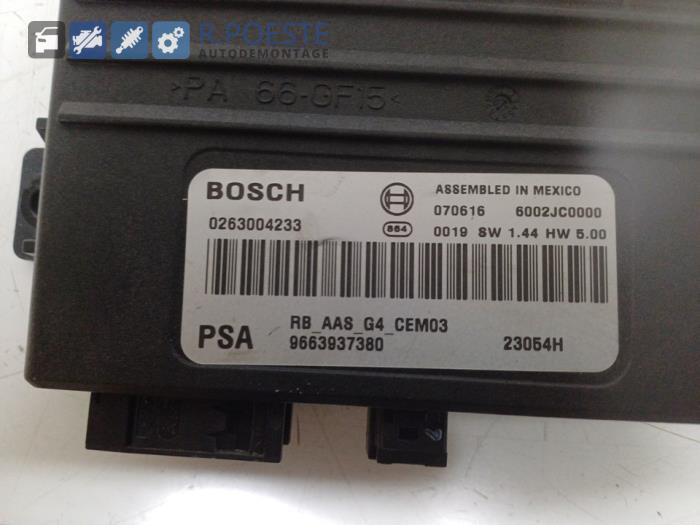 R. POESTE
AUTODEMONTAGE
>PA 66-GF15<
BOSCH
ASSEMBLED IN MEXICO
0263004233
070616 6002JC0000
864 0019 SW 1.44 HW 5.00
PSA
RB_AAS_G4_CEM03
9663937380
23054H